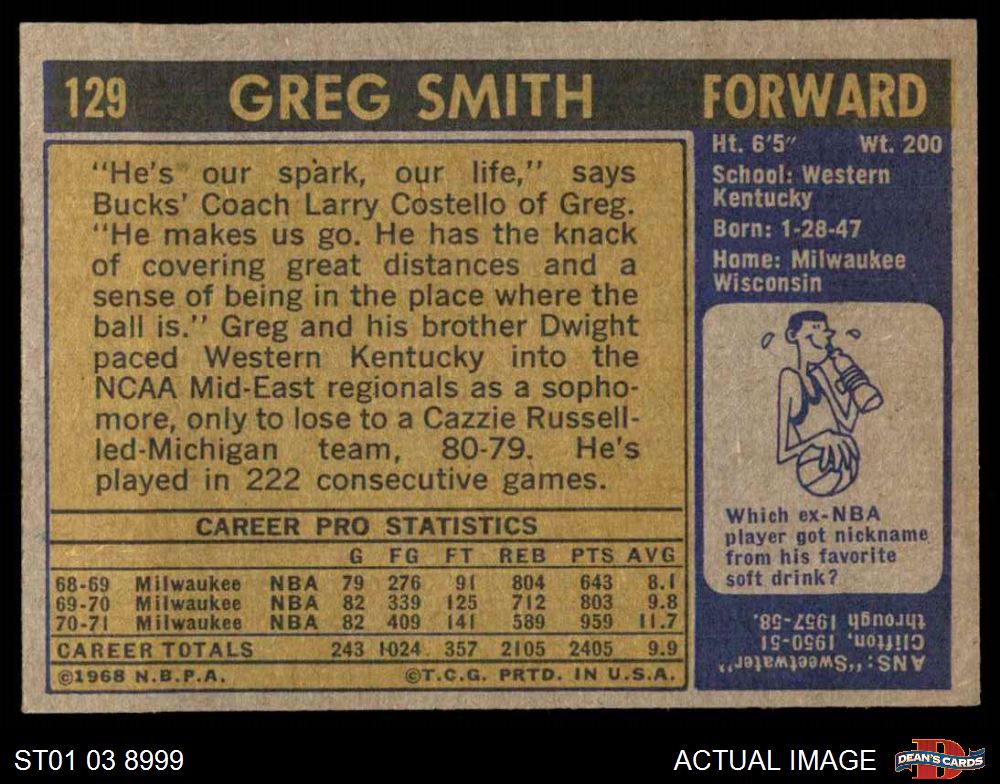 129 GREG SMITH FORWARD
"He's our spark, our life," says
Bucks' Coach Larry Costello of Greg.
"He makes us go. He has the knack
of covering great distances and a
sense of being in the place where the
ball is." Greg and his brother Dwight
paced Western Kentucky into the
NCAA Mid-East regionals as a sopho-
more, only to lose to a Cazzie Russell-
led-Michigan team, 80-79. He's
played in 222 consecutive games.
Ht. 6'5" Wt. 200
School: Western
Kentucky
Born: 1-28-47
Home: Milwaukee
Wisconsin
Which ex-NBA
player got nickname
from his favorite
soft drink?
ANS: "Sweetwater"
Clifton, 1950-51
through 1957-58.
CAREER PRO STATISTICS
G FG FT REB PTS AVG
68-69 Milwaukee NBA 79 276 91 804 643 8.1
69-70 Milwaukee NBA 82 339 125 712 803 9.8
70-71 Milwaukee NBA 82 409 141 589 959 11.7
CAREER TOTALS 243 1024 357 2105 2405 9.9
©1968 N.B.P.A. ©T.C.G. PRTD. IN U.S.A.
ST01 03 8999 ACTUAL IMAGE DEAN'S CARDS